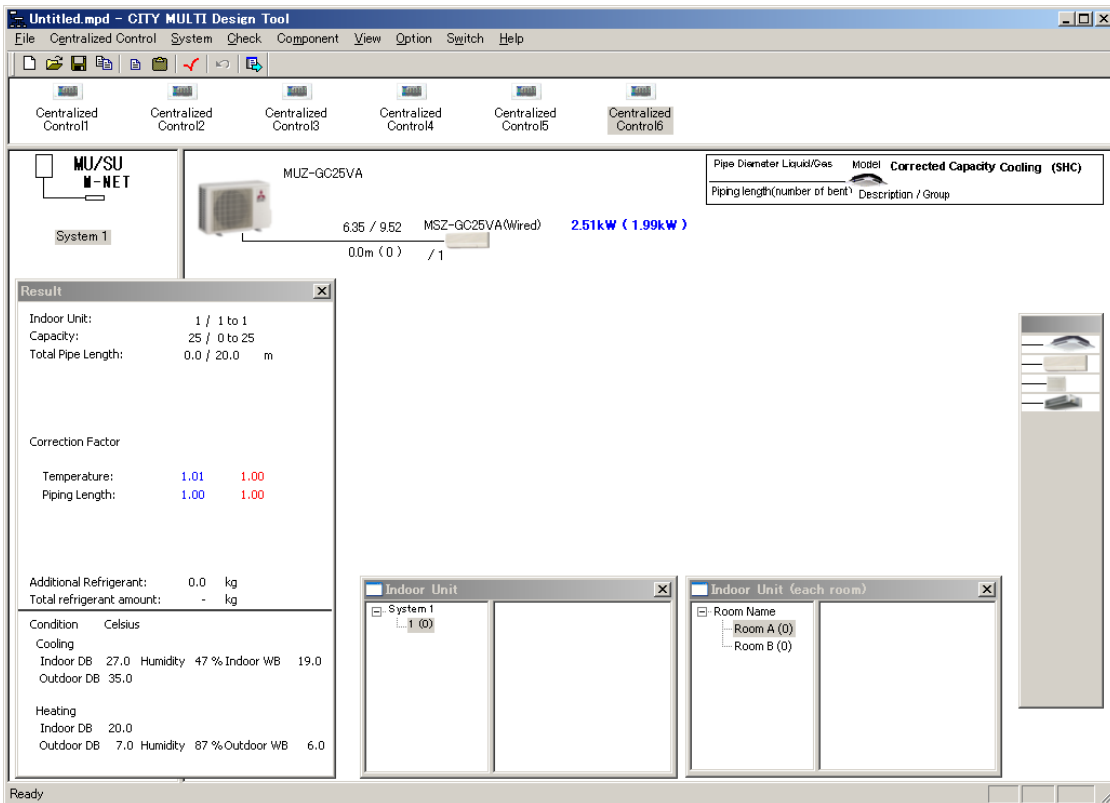 Untitled.mpd - CITY MULTI Design Tool
File Centralized Control System Check Component View Option Switch Help
Centralized Control1
Centralized Control2
Centralized Control3
Centralized Control4
Centralized Control5
Centralized Control6
MU/SU
M-NET
System 1
MUZ-GC25VA
6.35 / 9.52 MSZ-GC25VA(Wired) 2.51kW ( 1.99kW )
0.0m ( 0 ) / 1
Pipe Diameter Liquid/Gas Model Corrected Capacity Cooling (SHC)
Piping length(number of bent) Description / Group
Result
Indoor Unit: 1 / 1 to 1
Capacity: 25 / 0 to 25
Total Pipe Length: 0.0 / 20.0 m
Correction Factor
Temperature: 1.01 1.00
Piping Length: 1.00 1.00
Additional Refrigerant: 0.0 kg
Total refrigerant amount: - kg
Condition Celsius
Cooling
Indoor DB 27.0 Humidity 47 % Indoor WB 19.0
Outdoor DB 35.0
Heating
Indoor DB 20.0
Outdoor DB 7.0 Humidity 87 % Outdoor WB 6.0
Indoor Unit
System 1
1 (0)
Indoor Unit (each room)
Room Name
Room A (0)
Room B (0)
Ready